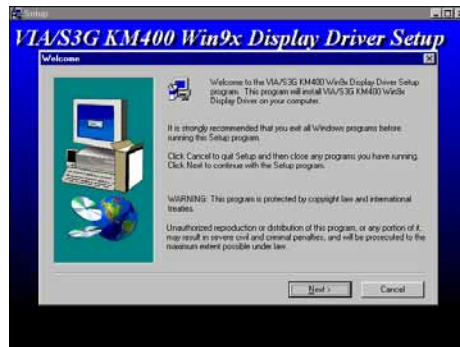 Setup
VIA/S3G KM400 Win9x Display Driver Setup
Welcome
Welcome to the VIA/S3G KM400 Win9x Display Driver Setup
program. This program will install VIA/S3G KM400 Win9x
Display Driver on your computer.
It is strongly recommended that you exit all Windows programs before
running this Setup program.
Click Cancel to quit Setup and then close any programs you have running.
Click Next to continue with the Setup program.
WARNING: This program is protected by copyright law and international
treaties.
Unauthorized reproduction or distribution of this program, or any portion of it,
may result in severe civil and criminal penalties, and will be prosecuted to the
maximum extent possible under law.
Next >
Cancel